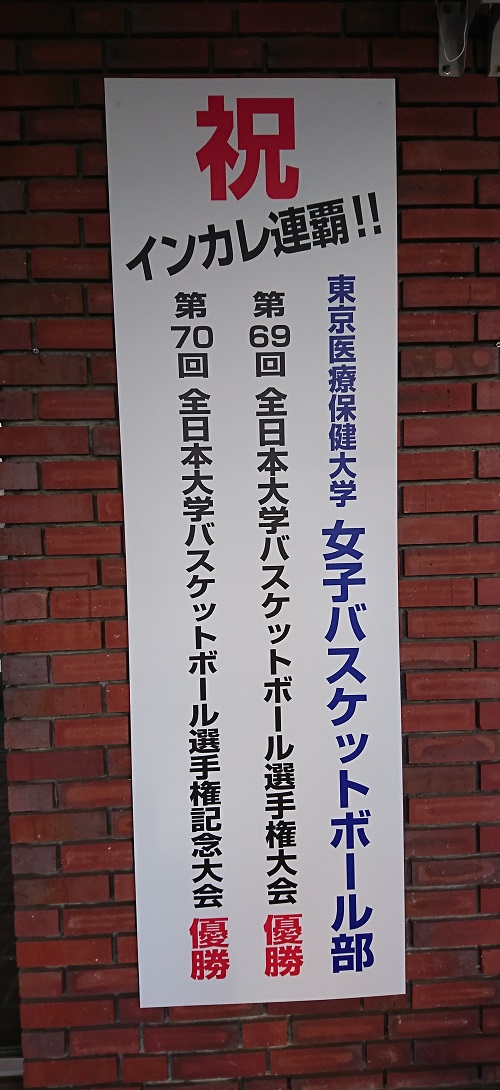 祝
インカレ連覇!!
東京医療保健大学 女子バスケットボール部
第69回 全日本大学バスケットボール選手権大会 優勝
第70回 全日本大学バスケットボール選手権記念大会 優勝